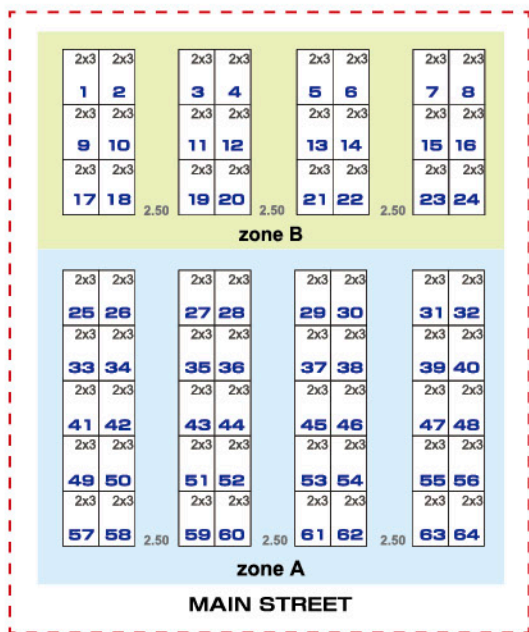 2x3 2x3 2x3 2x3 2x3 2x3 2x3 2x3
1 2 3 4 5 6 7 8
2x3 2x3 2x3 2x3 2x3 2x3 2x3 2x3
9 10 11 12 13 14 15 16
2x3 2x3 2x3 2x3 2x3 2x3 2x3 2x3
17 18 19 20 21 22 23 24
2.50 2.50 2.50
zone B
2x3 2x3 2x3 2x3 2x3 2x3 2x3 2x3
25 26 27 28 29 30 31 32
2x3 2x3 2x3 2x3 2x3 2x3 2x3 2x3
33 34 35 36 37 38 39 40
2x3 2x3 2x3 2x3 2x3 2x3 2x3 2x3
41 42 43 44 45 46 47 48
2x3 2x3 2x3 2x3 2x3 2x3 2x3 2x3
49 50 51 52 53 54 55 56
2x3 2x3 2x3 2x3 2x3 2x3 2x3 2x3
57 58 59 60 61 62 63 64
2.50 2.50 2.50
zone A
MAIN STREET